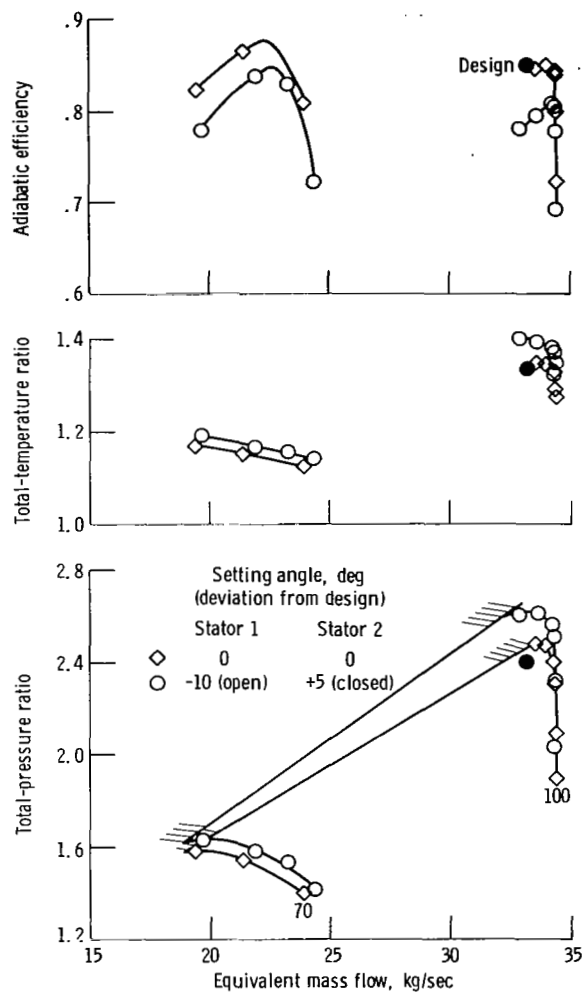 .9
.8
.7
.6
Adiabatic efficiency
Design
1.4
1.2
1.0
Total-temperature ratio
2.8
2.4
2.0
1.6
1.2
Total-pressure ratio
Setting angle, deg
(deviation from design)
Stator 1 Stator 2
0 0
-10 (open) +5 (closed)
100
70
15 20 25 30 35
Equivalent mass flow, kg/sec